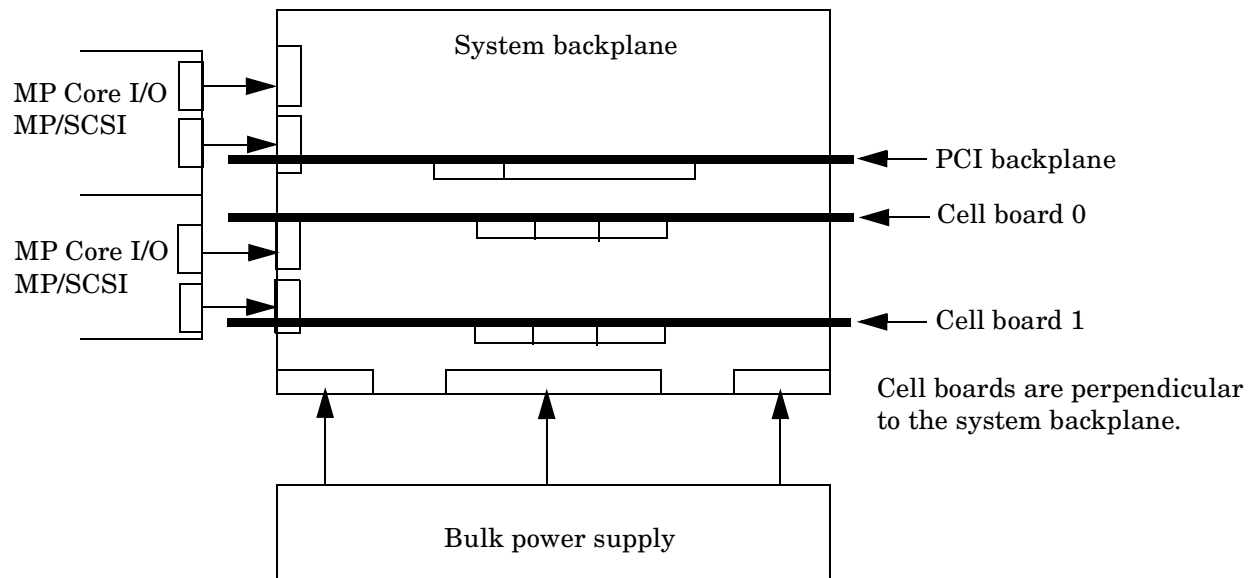 System backplane
MP Core I/O
MP/SCSI
PCI backplane
Cell board 0
MP Core I/O
MP/SCSI
Cell board 1
Cell boards are perpendicular
to the system backplane.
Bulk power supply